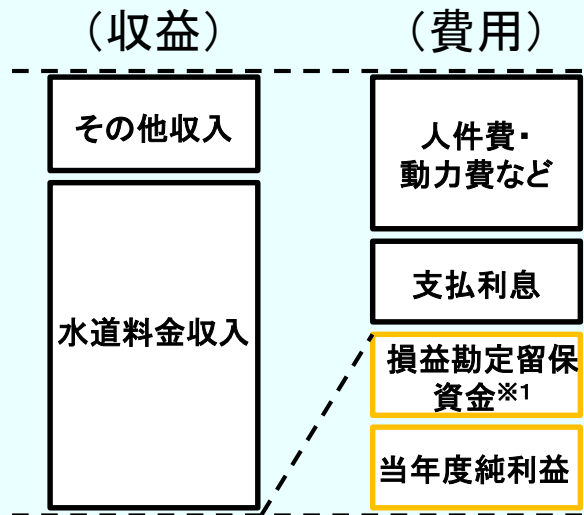 (収益)
(費用)
その他収入
水道料金収入
人件費・
動力費など
支払利息
損益勘定留保
資金※1
当年度純利益